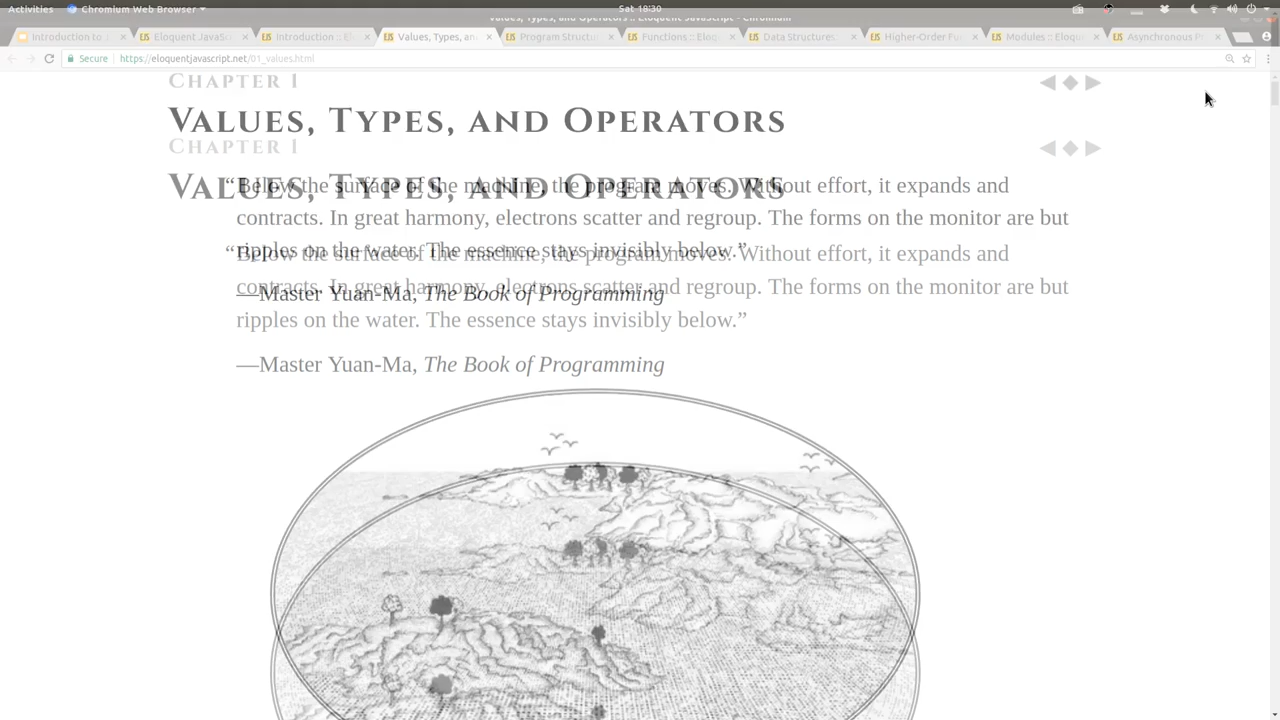 Activities
Chromium Web Browser
Sat 18:30
Values, Types, and Operators :: Eloquent JavaScript - Chromium
Introduction to
Eloquent JavaSc
Introduction :: El
Values, Types, an
Program Structu
Functions :: Eloq
Data Structures
Higher-Order Fu
Modules :: Eloqu
Asynchronous Pr
Secure
https://eloquentjavascript.net/01_values.html
Chapter 1
Values, Types, and Operators
Chapter 1
Values, Types, and Operators
“Below the surface of the machine, the program moves. Without effort, it expands and
contracts. In great harmony, electrons scatter and regroup. The forms on the monitor are but
ripples on the water. The essence stays invisibly below.”
—Master Yuan-Ma, The Book of Programming
“Below the surface of the machine, the program moves. Without effort, it expands and
contracts. In great harmony, electrons scatter and regroup. The forms on the monitor are but
ripples on the water. The essence stays invisibly below.”
—Master Yuan-Ma, The Book of Programming